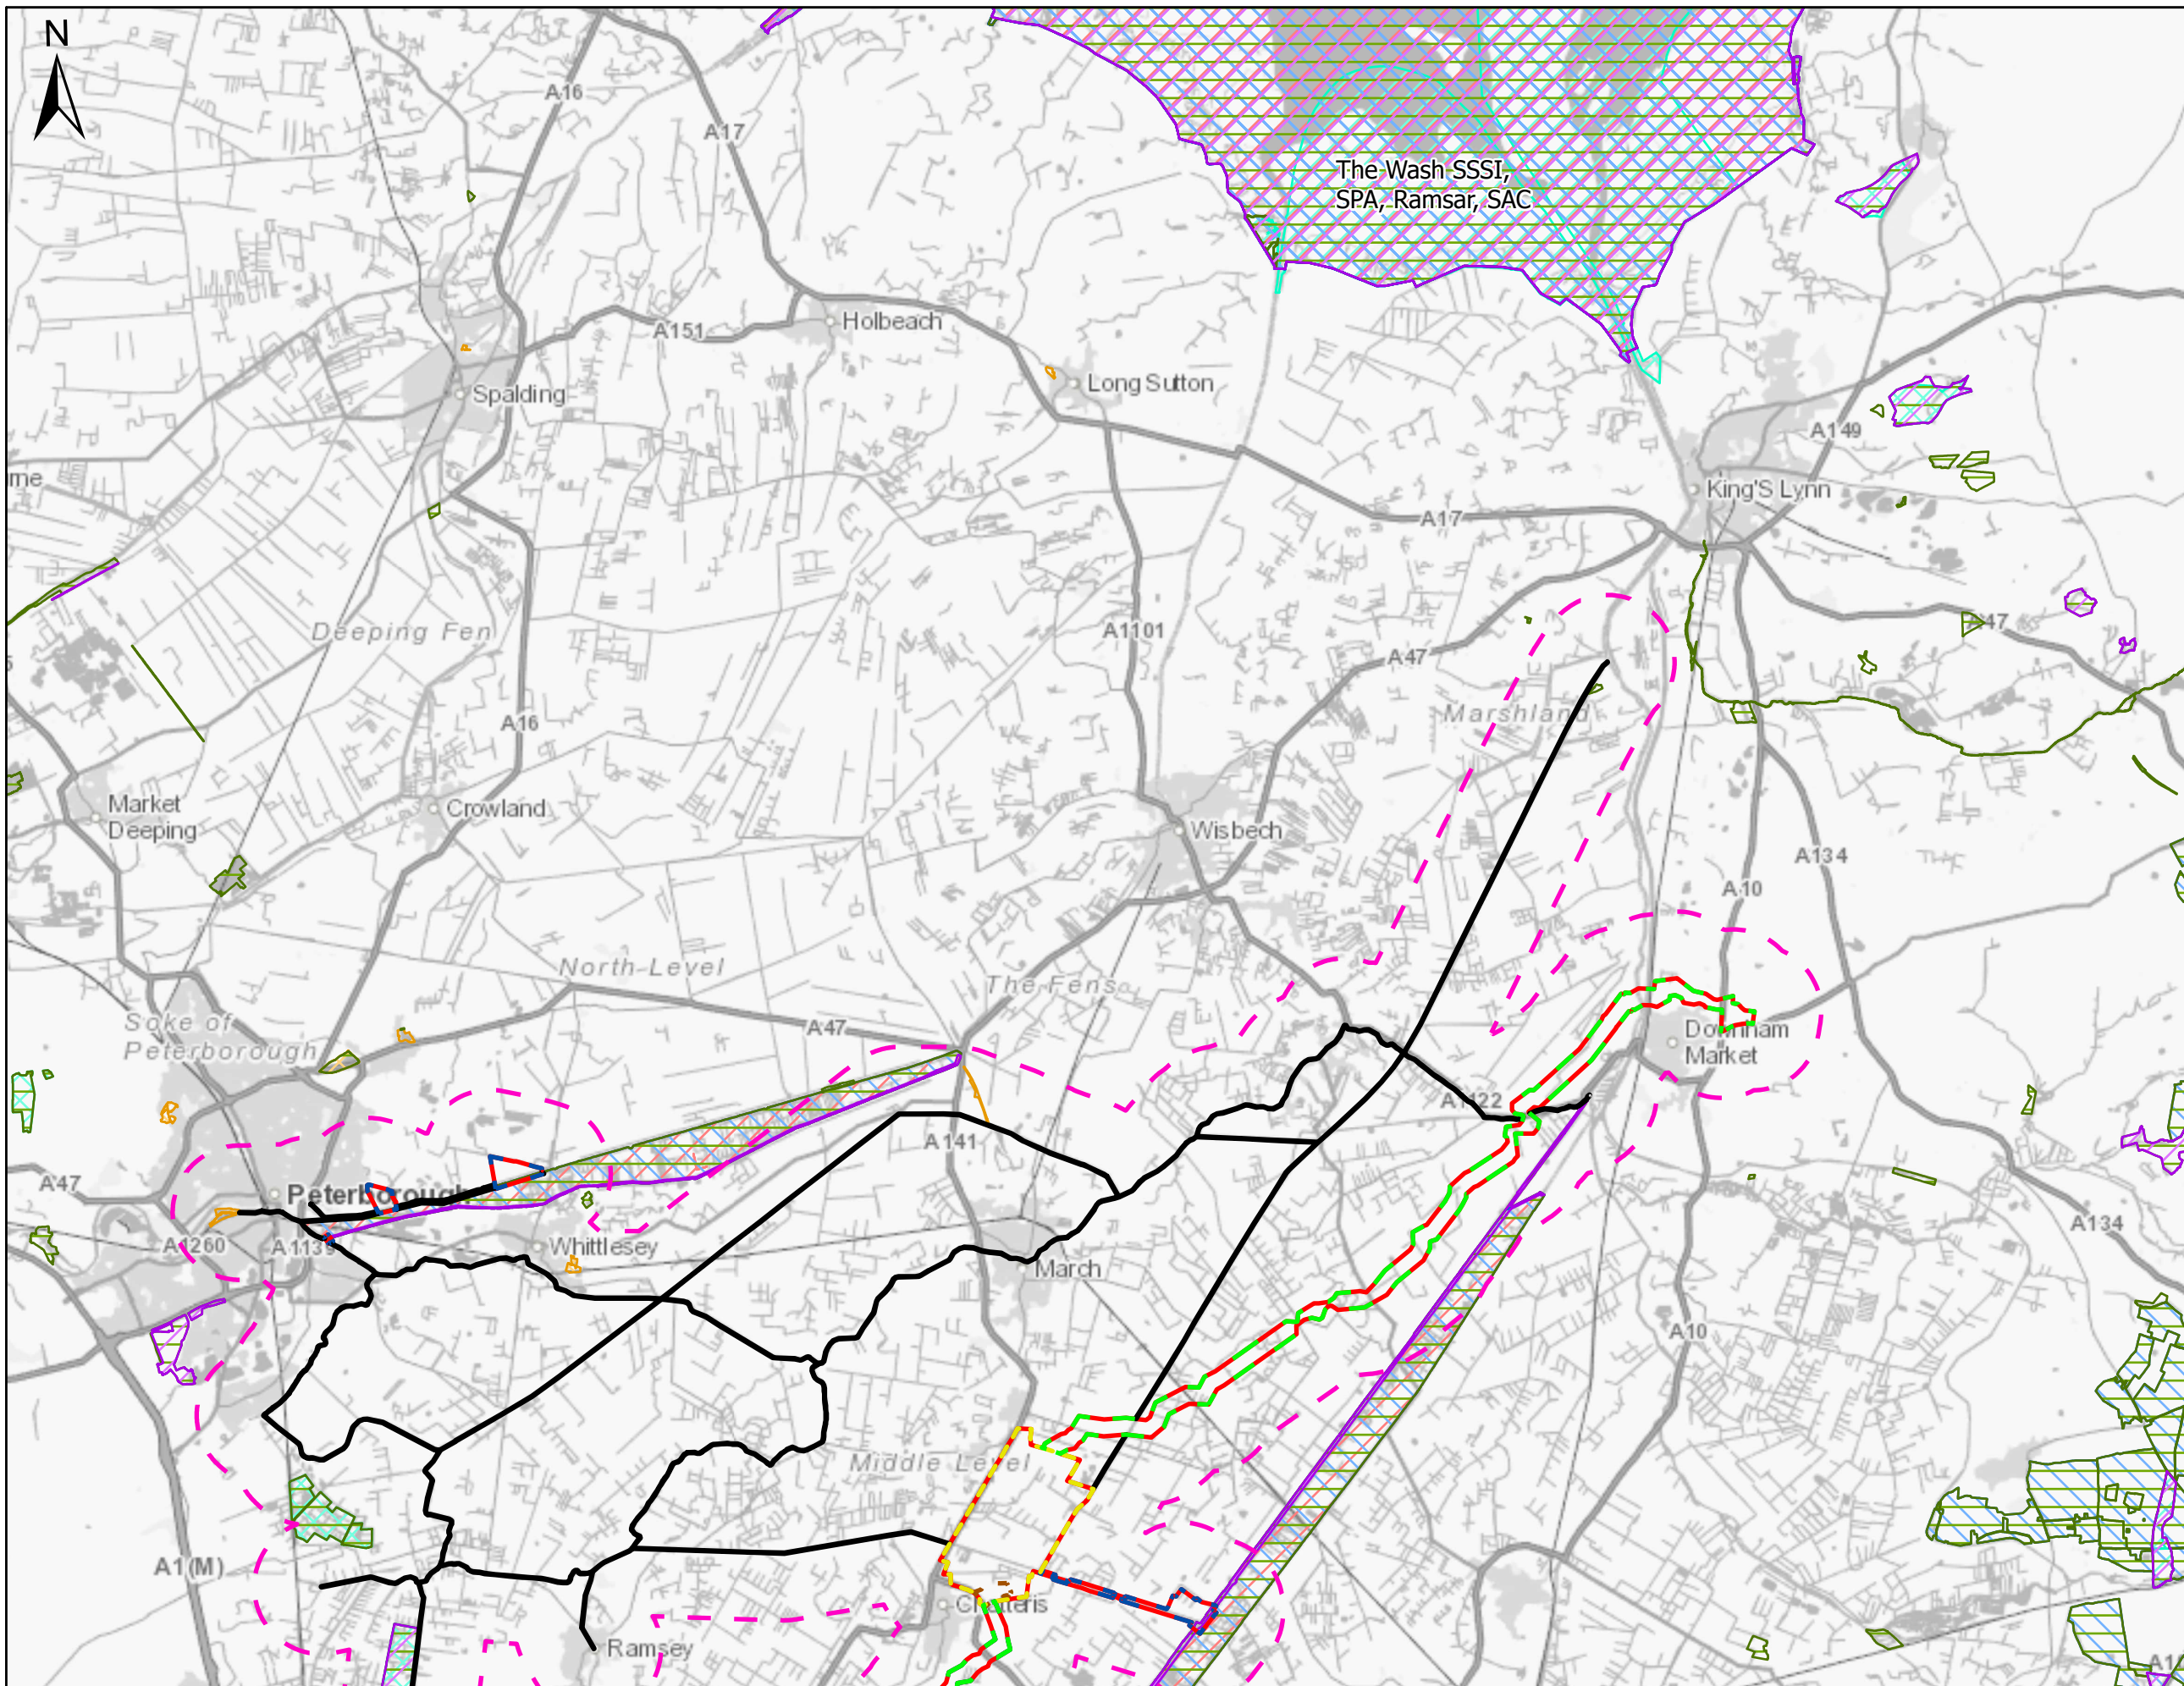 N
A16
A17
The Wash SSSI,
SPA, Ramsar, SAC
Holbeach
A151
Long Sutton
Spalding
A149
rne
King'S Lynn
A17
Deeping Fen
A1101
A47
A47
Marshland
A16
Market
Deeping
Crowland
Wisbech
A134
A10
North Level
The Fens
Soke of
Peterborough
A47
Downham
Market
A1122
A141
A47
Peterborough
A1260
A1139
Whittlesey
March
A134
A10
Middle Level
A1(M)
Chatteris
Ramsey